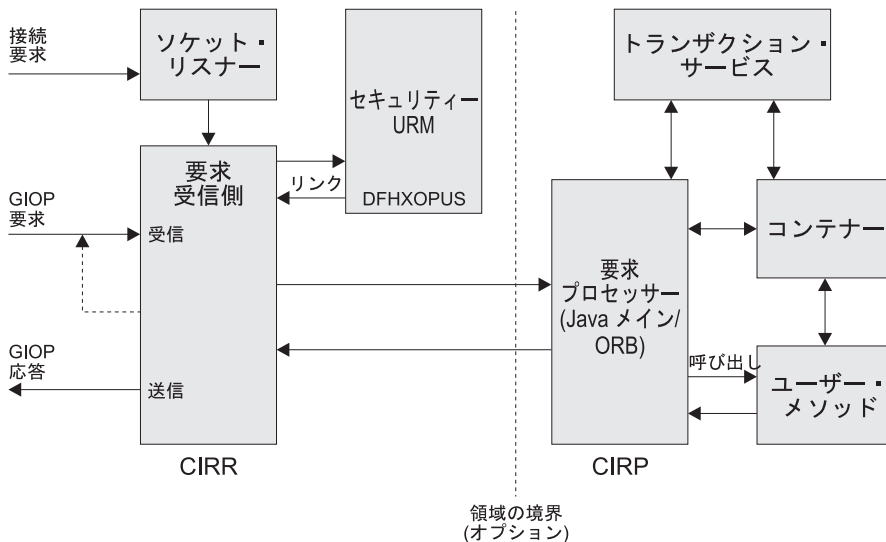 接続
要求
ソケット・
リスナー
セキュリティー
URM
DFHXOPUS
リンク
要求
受信側
GIOP
要求
受信
GIOP
応答
送信
CIRR
トランザクション・
サービス
コンテナー
要求
プロセッサー
(Java メイン/
ORB)
呼び出し
ユーザー・
メソッド
CIRP
領域の境界
(オプション)